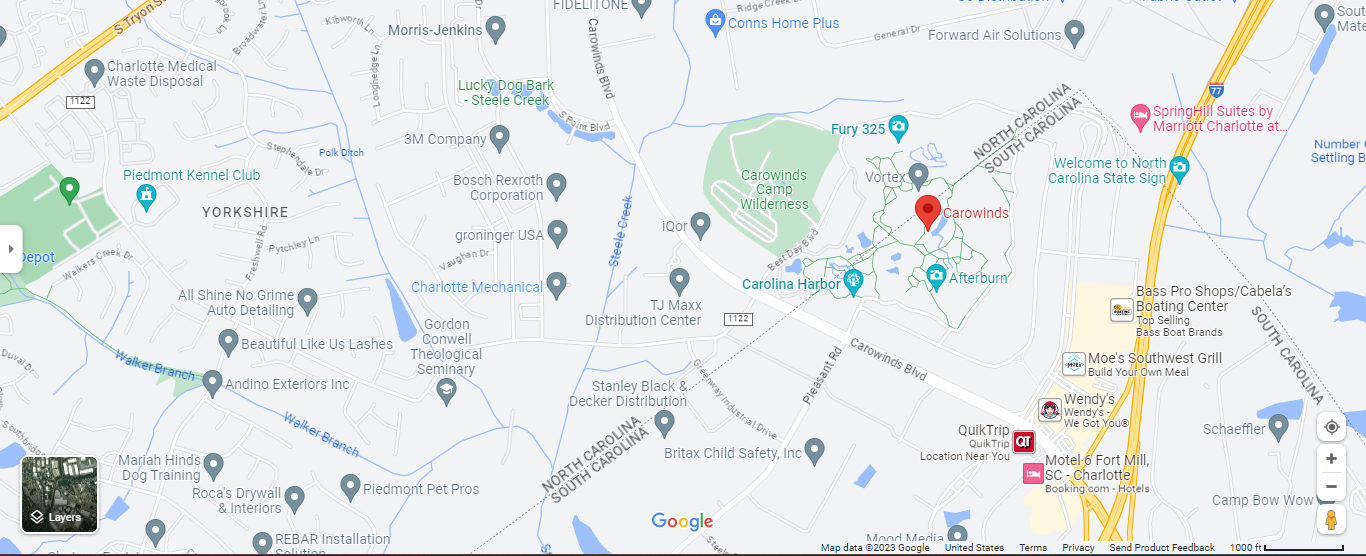 S Tryon St
Kibworth Ln
Broadwater
FIDELITONE
Morris-Jenkins
Carowinds Blvd
Conns Home Plus
Ridge Creek
General Dr
Forward Air Solutions
Charlotte Medical
Waste Disposal
1122
Longhedge Ln
Lucky Dog Bark
- Steele Creek
S Point Blvd
77
NORTH CAROLINA
SOUTH CAROLINA
SpringHill Suites by
Marriott Charlotte at...
Fury 325
3M Company
Polk Ditch
Stephendale Dr
Piedmont Kennel Club
Welcome to North
Carolina State Sign
Carowinds
Camp
Wilderness
Vortex
Bosch Rexroth
Corporation
YORKSHIRE
Carowinds
Steele Creek
iQor
groninger USA
Freshwell Rd
Pytchley Ln
Vaughan Dr
Best Day Blvd
Depot
Walkers Creek Dr
Charlotte Mechanical
Carolina Harbor
Afterburn
All Shine No Grime
Auto Detailing
TJ Maxx
Distribution Center
1122
Bass Pro Shops/Cabela's
Boating Center
Top Selling
Bass Boat Brands
SOUTH CAROLINA
Gordon
Conwell
Theological
Seminary
Beautiful Like Us Lashes
Duval Dr
Walker Branch
Carowinds Blvd
Pleasant Rd
Greenway Industrial Drive
Moe's Southwest Grill
Build Your Own Meal
Andino Exteriors Inc
Stanley Black &
Decker Distribution
Wendy's
Wendy's -
We Got You®
Walker Branch
NORTH CAROLINA
SOUTH CAROLINA
QuikTrip
QuikTrip
Location Near You
QT
Schaeffler
Britax Child Safety, Inc
Mariah Hinds
Dog Training
Motel 6 Fort Mill,
SC - Charlotte
Booking.com - Hotels
Roca's Drywall
& Interiors
Piedmont Pet Pros
Camp Bow Wow
Layers
Google
REBAR Installation
Mood Media
Map data ©2023 Google
United States
Terms
Privacy
Send Product Feedback
1000 ft